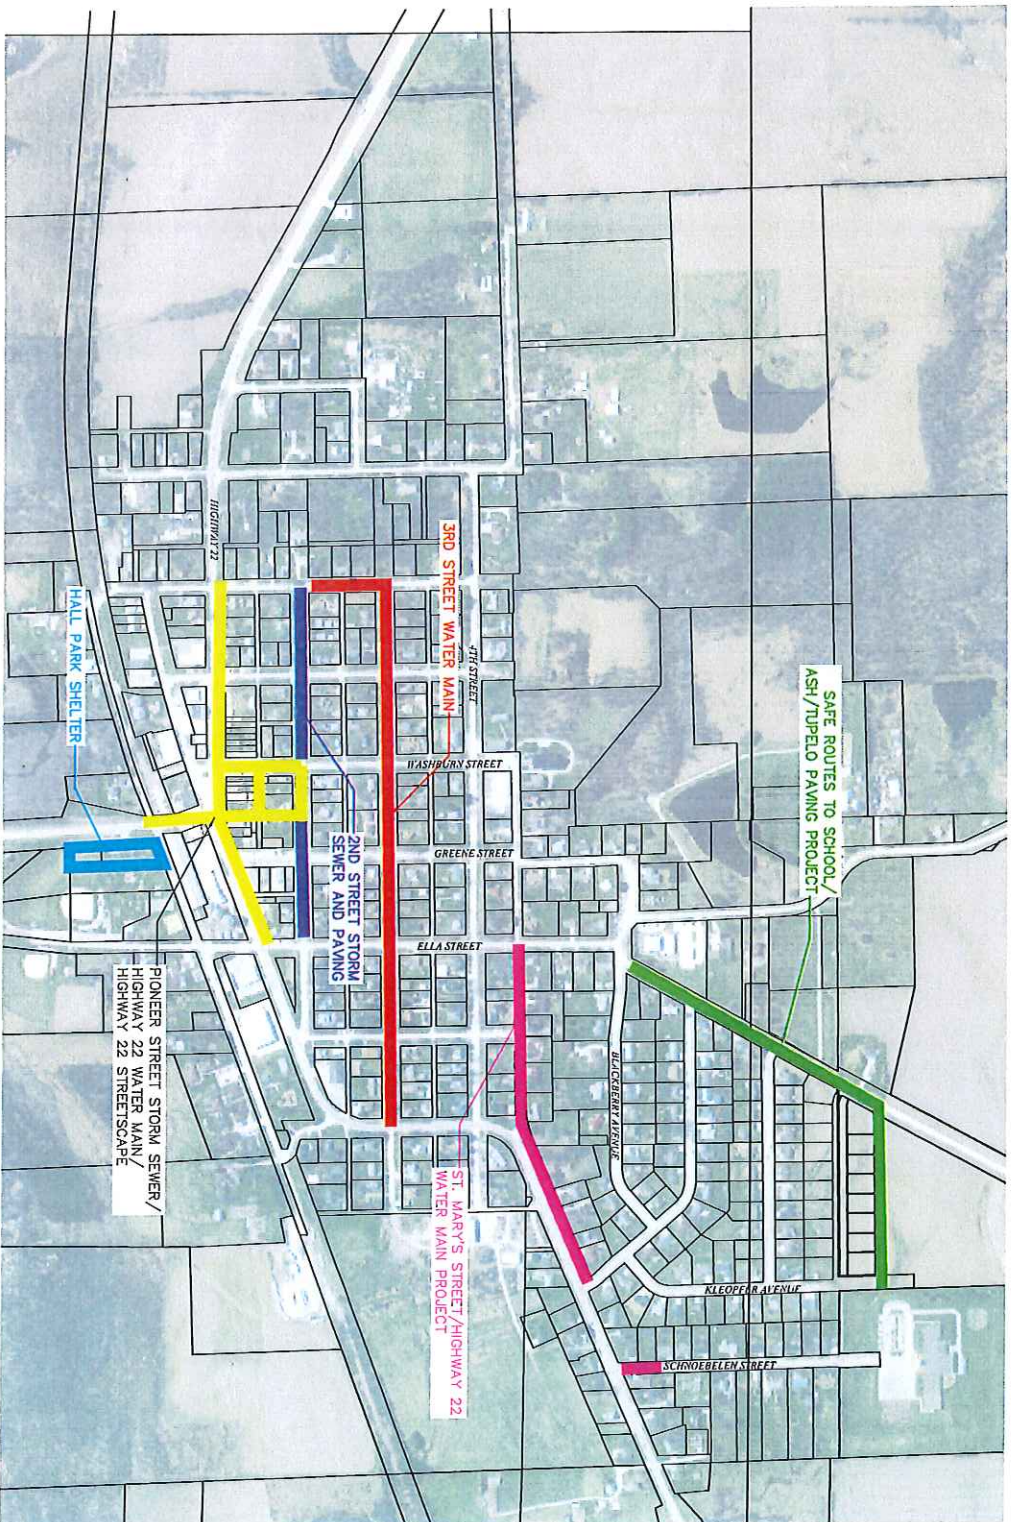 SAFE ROUTES TO SCHOOL/
ASH/TUPELO PAVING PROJECT
3RD STREET WATER MAIN
4TH STREET
HIGHWAY 22
WASHBURN STREET
GREENE STREET
ELLA STREET
2ND STREET STORM
SEWER AND PAVING
HALL PARK SHELTER
BLACKBERRY AVENUE
KLEOPFER AVENUE
SCHNOEBELEN STREET
ST. MARY'S STREET/HIGHWAY 22
WATER MAIN PROJECT
PIONEER STREET STORM SEWER/
HIGHWAY 22 WATER MAIN/
HIGHWAY 22 STREETSCAPE